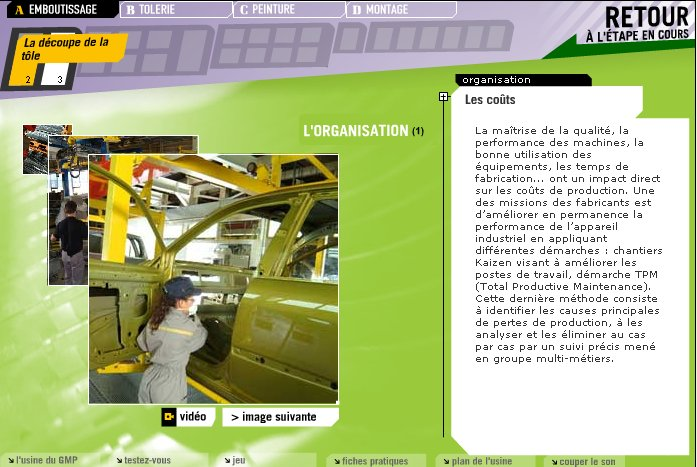 A EMBOUTISSAGE
B TOLERIE
C PEINTURE
D MONTAGE
RETOUR
À L'ÉTAPE EN COURS
La découpe de la
tôle
2 3
organisation
Les coûts
L'ORGANISATION (1)
La maîtrise de la qualité, la
performance des machines, la
bonne utilisation des
équipements, les temps de
fabrication... ont un impact direct
sur les coûts de production. Une
des missions des fabricants est
d'améliorer en permanence la
performance de l'appareil
industriel en appliquant
différentes démarches : chantiers
Kaizen visant à améliorer les
postes de travail, démarche TPM
(Total Productive Maintenance).
Cette dernière méthode consiste
à identifier les causes principales
de pertes de production, à les
analyser et les éliminer au cas
par cas par un suivi précis mené
en groupe multi-métiers.
vidéo
> image suivante
l'usine du GMP
testez-vous
jeu
fiches pratiques
plan de l'usine
couper le son